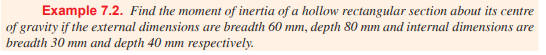 Example 7.2. Find the moment of inertia of a hollow rectangular section about its centre
of gravity if the external dimensions are breadth 60 mm, depth 80 mm and internal dimensions are
breadth 30 mm and depth 40 mm respectively.